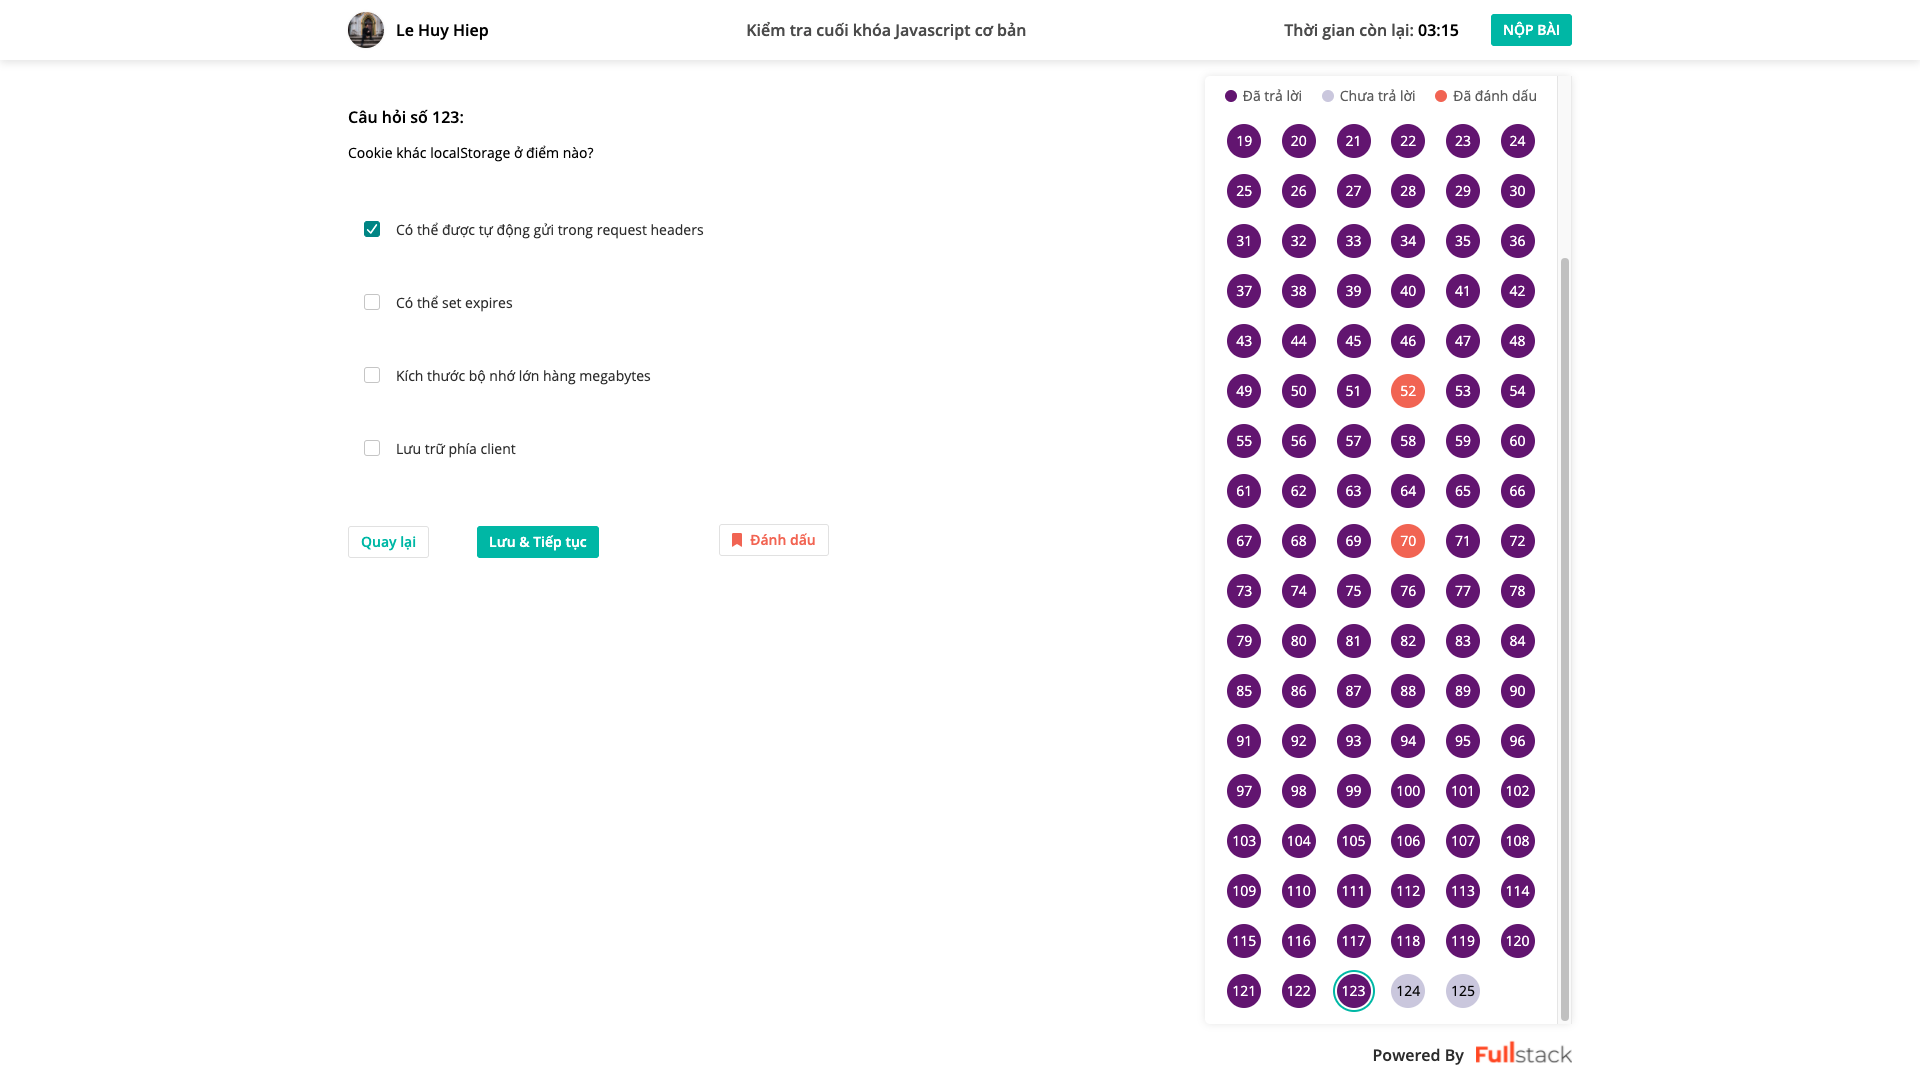 Le Huy Hiep
Kiểm tra cuối khóa Javascript cơ bản
Thời gian còn lại: 03:15
NỘP BÀI
Câu hỏi số 123:
Cookie khác localStorage ở điểm nào?
Có thể được tự động gửi trong request headers
Có thể set expires
Kích thước bộ nhớ lớn hàng megabytes
Lưu trữ phía client
Quay lại
Lưu & Tiếp tục
Đánh dấu
Đã trả lời
Chưa trả lời
Đã đánh dấu
19 20 21 22 23 24
25 26 27 28 29 30
31 32 33 34 35 36
37 38 39 40 41 42
43 44 45 46 47 48
49 50 51 52 53 54
55 56 57 58 59 60
61 62 63 64 65 66
67 68 69 70 71 72
73 74 75 76 77 78
79 80 81 82 83 84
85 86 87 88 89 90
91 92 93 94 95 96
97 98 99 100 101 102
103 104 105 106 107 108
109 110 111 112 113 114
115 116 117 118 119 120
121 122 123 124 125
Powered By Fullstack